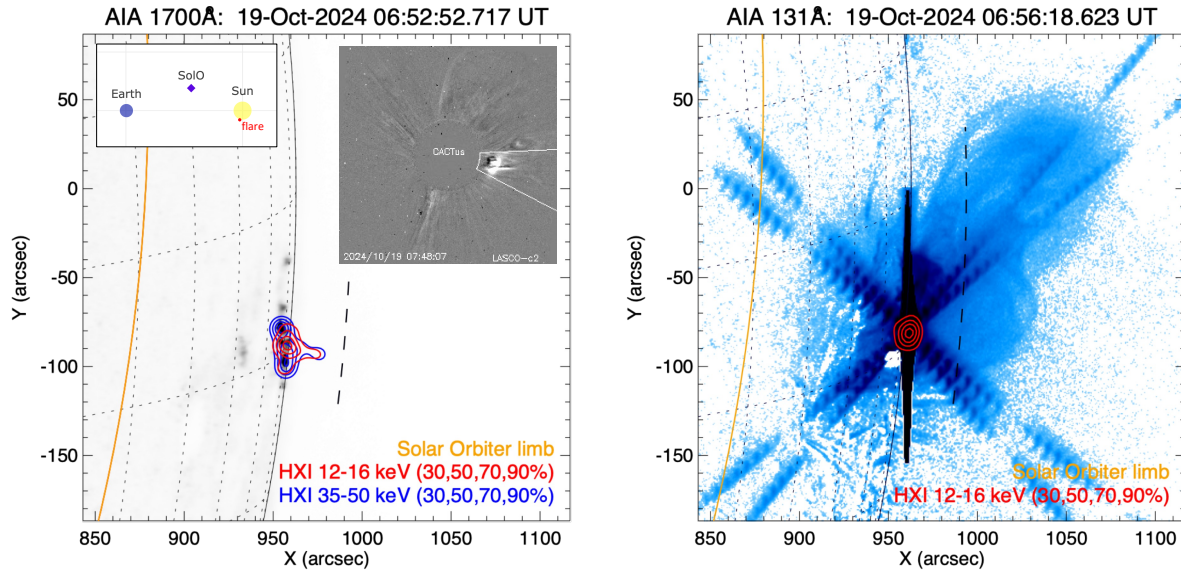 AIA 1700Å:  19-Oct-2024 06:52:52.717 UT
Earth
SolO
Sun
flare
CACTus
2024/10/19 07:48:07
LASCO-c2
Solar Orbiter limb
HXI 12-16 keV (30,50,70,90%)
HXI 35-50 keV (30,50,70,90%)
Y (arcsec)
50
0
-50
-100
-150
850
900
950
1000
1050
1100
X (arcsec)
AIA 131Å:  19-Oct-2024 06:56:18.623 UT
Solar Orbiter limb
HXI 12-16 keV (30,50,70,90%)
Y (arcsec)
50
0
-50
-100
-150
850
900
950
1000
1050
1100
X (arcsec)